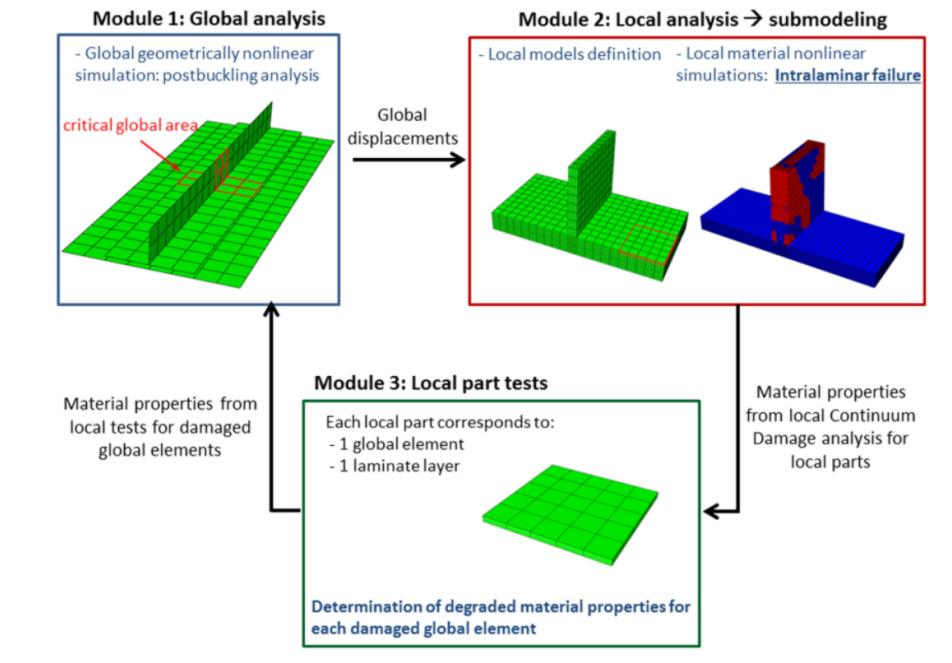 Module 1: Global analysis
- Global geometrically nonlinear
simulation: postbuckling analysis
critical global area
Global
displacements
Module 2: Local analysis → submodeling
- Local models definition
- Local material nonlinear
simulations: Intralaminar failure
Material properties
from local Continuum
Damage analysis for
local parts
Module 3: Local part tests
Each local part corresponds to:
- 1 global element
- 1 laminate layer
Determination of degraded material properties for
each damaged global element
Material properties from
local tests for damaged
global elements